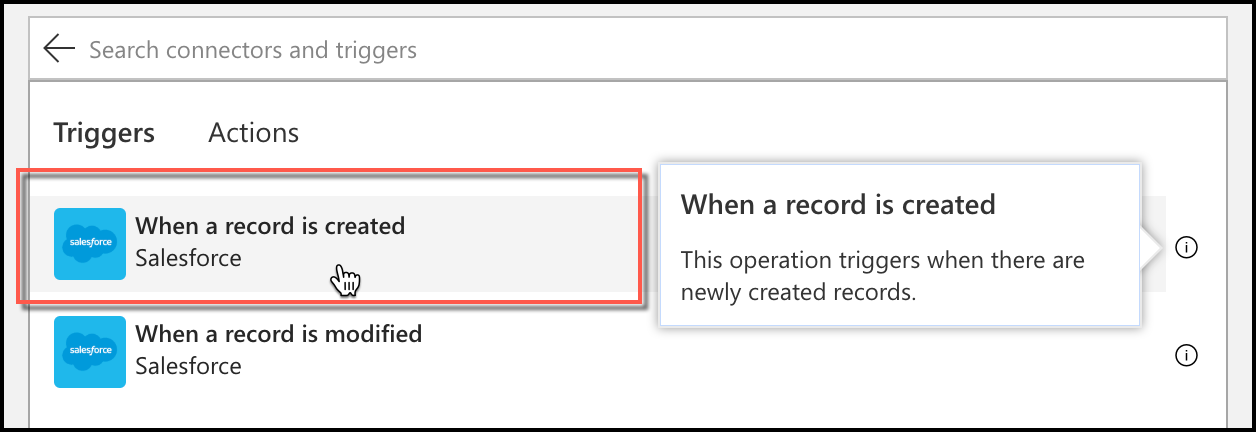 Search connectors and triggers
Triggers Actions
salesforce
When a record is created
Salesforce
When a record is created
This operation triggers when there are
newly created records.
salesforce
When a record is modified
Salesforce